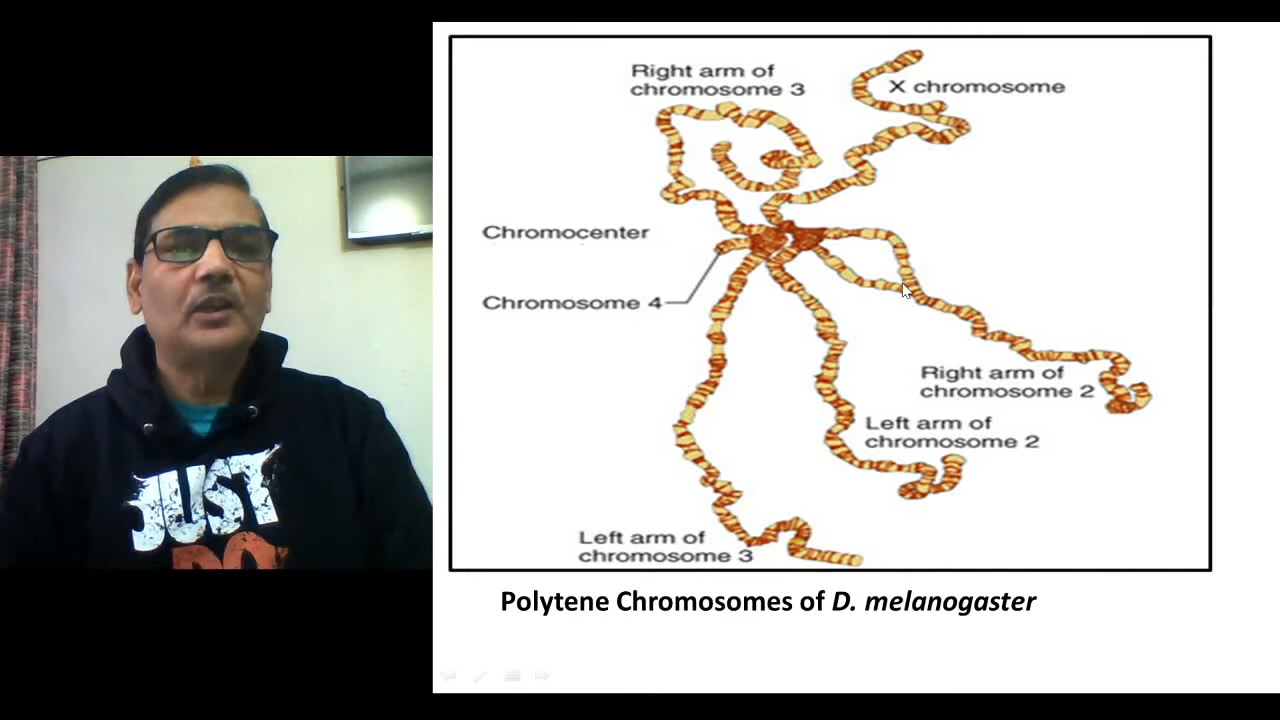 Right arm of
chromosome 3
X chromosome
Chromocenter
Chromosome 4
Right arm of
chromosome 2
Left arm of
chromosome 2
Left arm of
chromosome 3
Polytene Chromosomes of D. melanogaster
JUST
DO